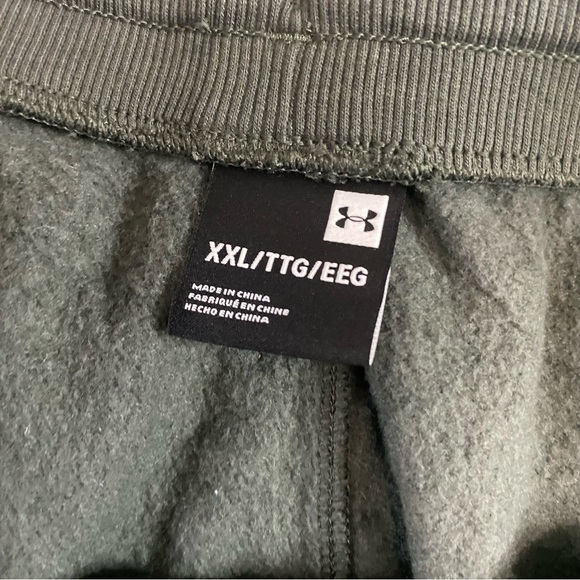 XXL/TTG/EEG
MADE IN CHINA
FABRIQUÉ EN CHINE
HECHO EN CHINA